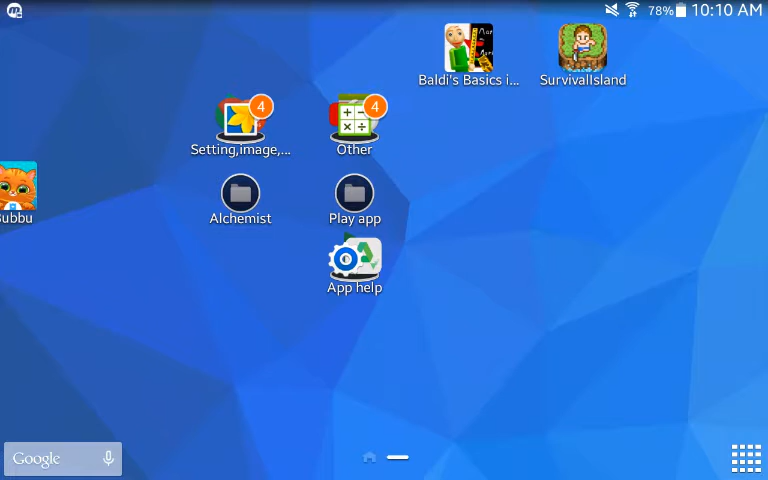 78% 10:10 AM
Baldi's Basics i...
SurvivalIsland
4
4
Setting,image,...
Other
Bubbu
Alchemist
Play app
App help
Google